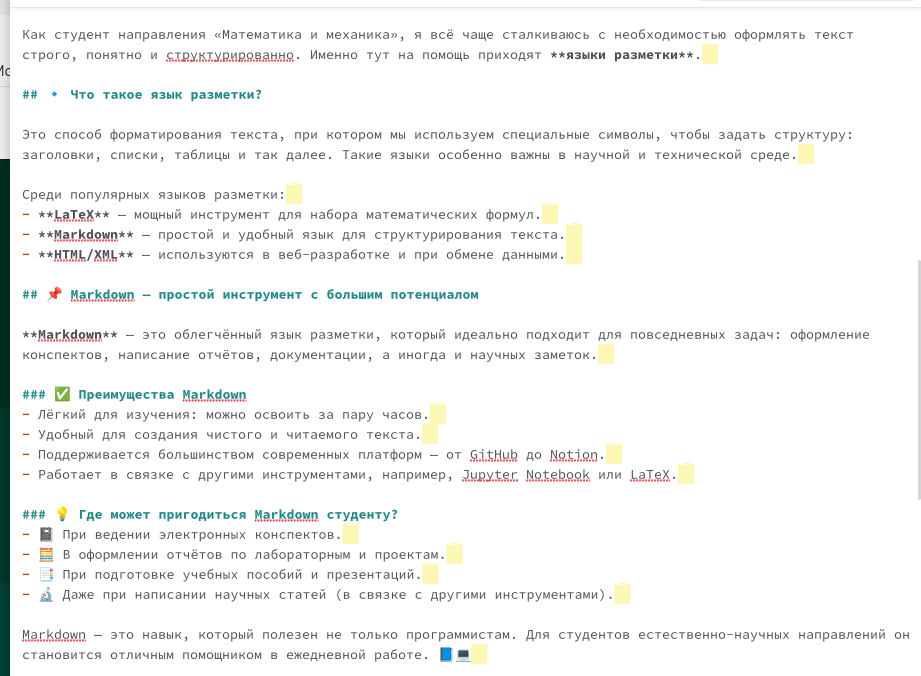 Как студент направления «Математика и механика», я всё чаще сталкиваюсь с необходимостью оформлять текст
строго, понятно и структурированно. Именно тут на помощь приходят **языки разметки**.
## 🔹 Что такое язык разметки?
Это способ форматирования текста, при котором мы используем специальные символы, чтобы задать структуру:
заголовки, списки, таблицы и так далее. Такие языки особенно важны в научной и технической среде.
Среди популярных языков разметки:
- **LaTeX** — мощный инструмент для набора математических формул.
- **Markdown** — простой и удобный язык для структурирования текста.
- **HTML/XML** — используются в веб-разработке и при обмене данными.
## 📌 Markdown — простой инструмент с большим потенциалом
**Markdown** — это облегчённый язык разметки, который идеально подходит для повседневных задач: оформление
конспектов, написание отчётов, документации, а иногда и научных заметок.
### ✅ Преимущества Markdown
- Лёгкий для изучения: можно освоить за пару часов.
- Удобный для создания чистого и читаемого текста.
- Поддерживается большинством современных платформ — от GitHub до Notion.
- Работает в связке с другими инструментами, например, Jupyter Notebook или LaTeX.
### 💡 Где может пригодиться Markdown студенту?
- 📓 При ведении электронных конспектов.
- 🧮 В оформлении отчётов по лабораторным и проектам.
- 📑 При подготовке учебных пособий и презентаций.
- 🔬 Даже при написании научных статей (в связке с другими инструментами).
Markdown — это навык, который полезен не только программистам. Для студентов естественно-научных направлений он
становится отличным помощником в ежедневной работе. 📘💻